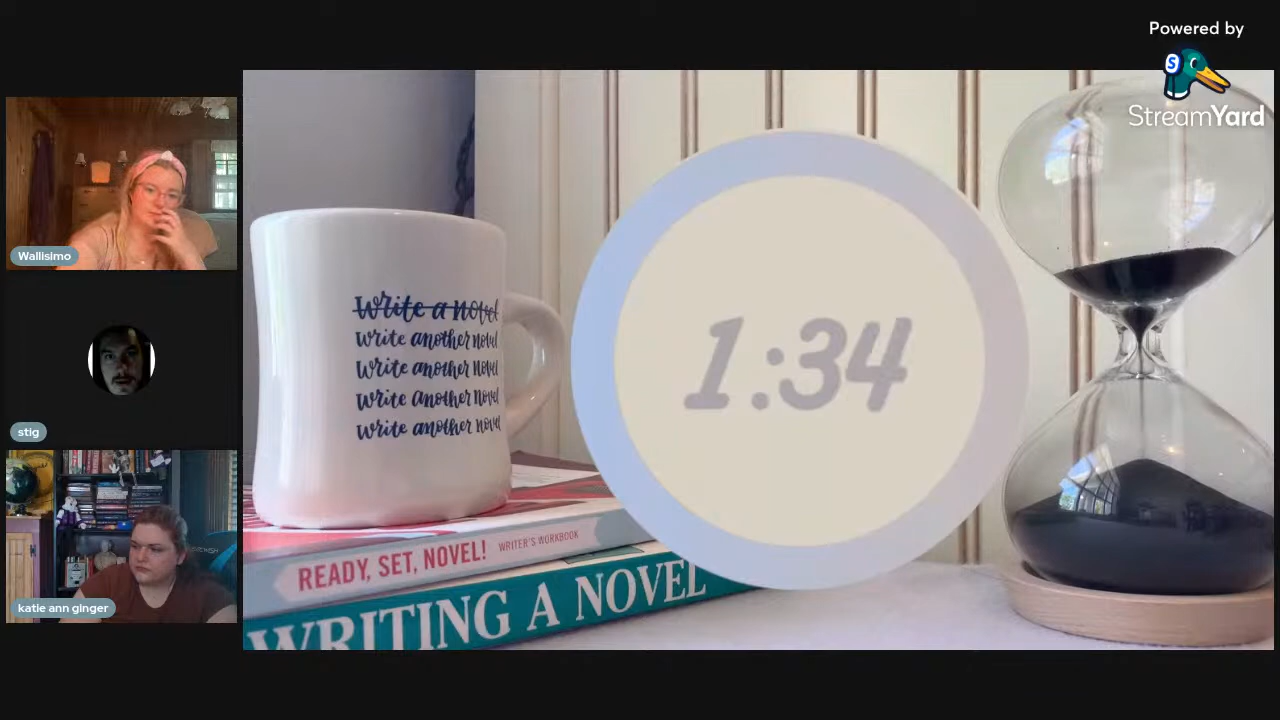 Powered by
StreamYard
Wallisimo
stig
katie ann ginger
Write a novel
Write another novel
Write another novel
Write another novel
Write another novel
1:34
READY, SET, NOVEL! WRITER'S WORKBOOK
WRITING A NOVEL